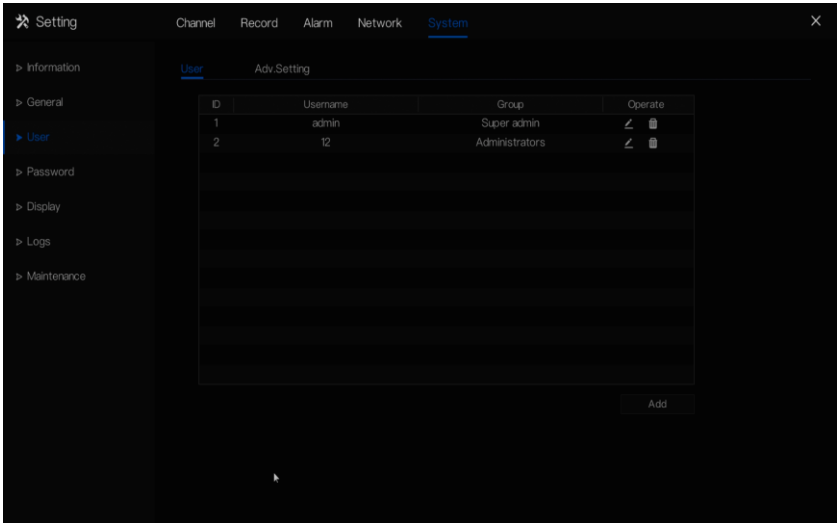 Setting Channel Record Alarm Network System
Information
General
User
Password
Display
Logs
Maintenance
User Adv.Setting
ID Username Group Operate
1 admin Super admin
2 12 Administrators
Add